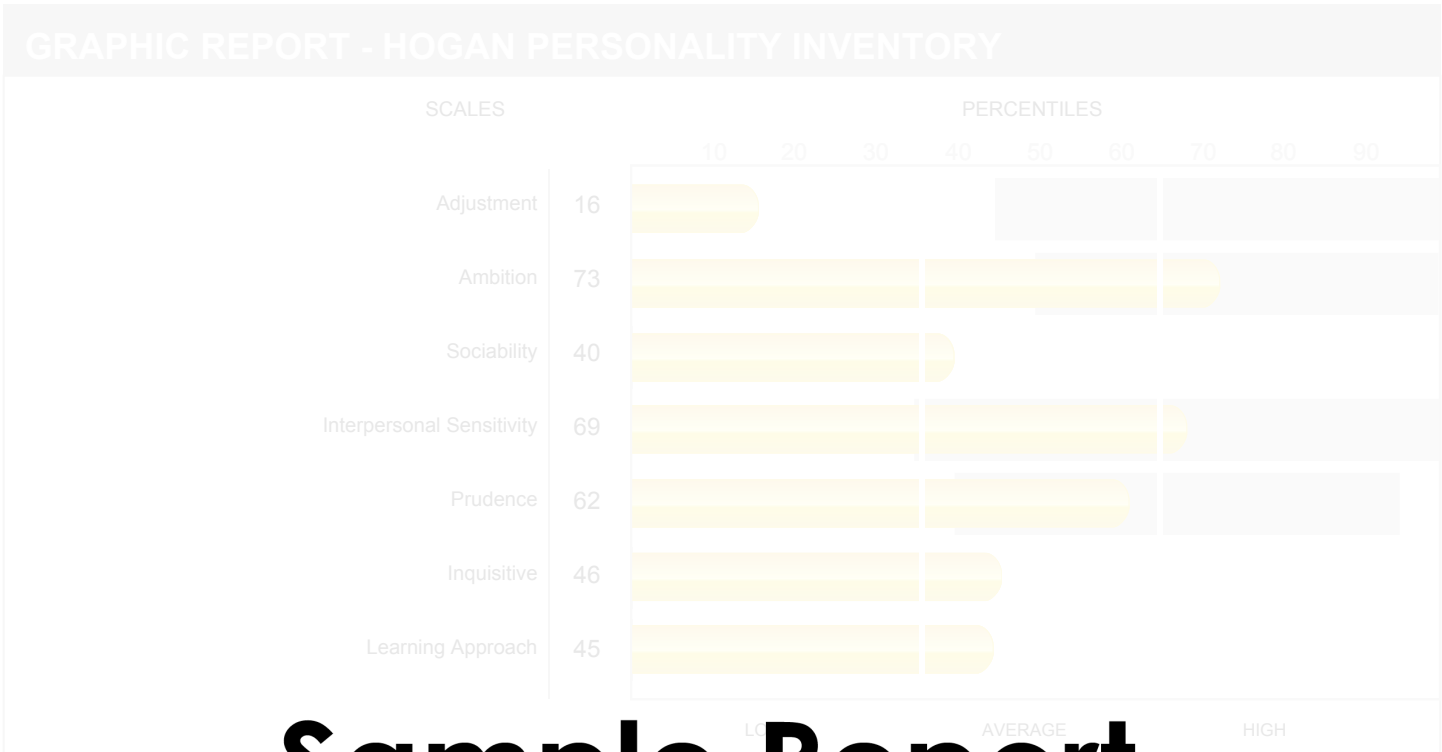 GRAPHIC REPORT - HOGAN PERSONALITY INVENTORY
SCALES PERCENTILES
10 20 30 40 50 60 70 80 90
Adjustment 16
Ambition 73
Sociability 40
Interpersonal Sensitivity 69
Prudence 62
Inquisitive 46
Learning Approach 45
AVERAGE HIGH
Sample Report